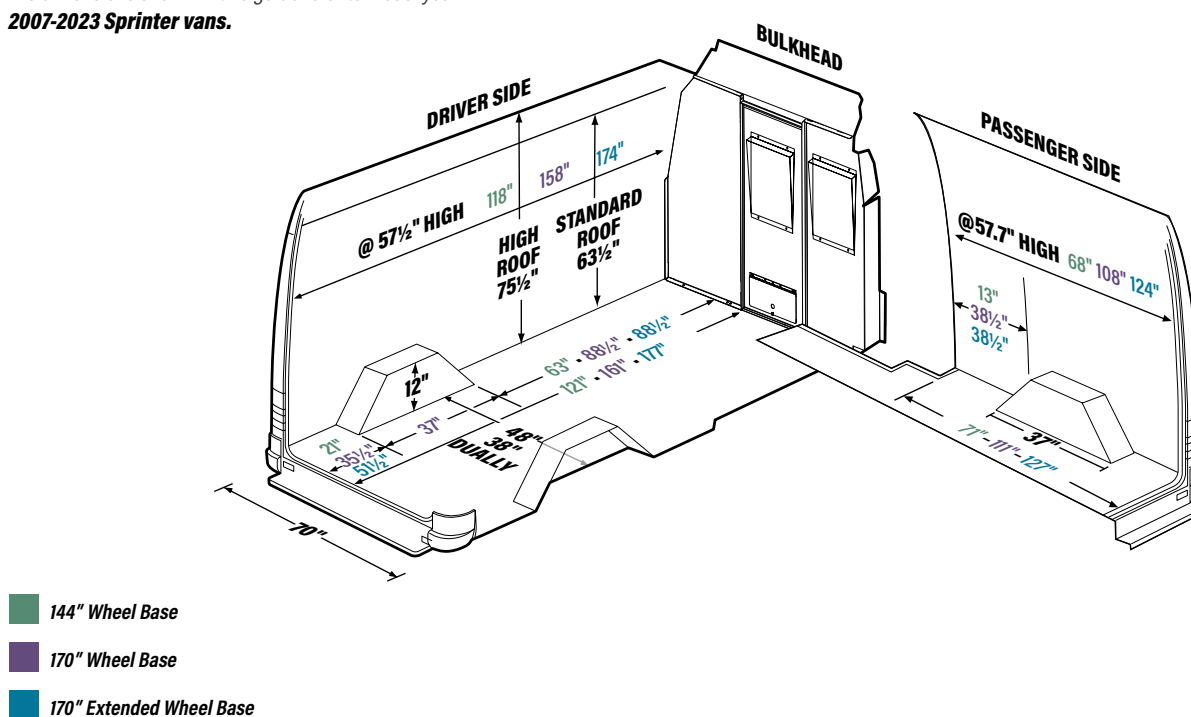 2007-2023 Sprinter vans.
BULKHEAD
DRIVER SIDE
PASSENGER SIDE
@ 57½" HIGH 118" 158" 174"
HIGH
ROOF
75½"
STANDARD
ROOF
63½"
@57.7" HIGH 68" 108" 124"
13"
38½"
38½"
63" • 88½" • 88½"
121" • 161" • 177"
12"
37"
21"
35½"
51½"
48"
38"
DUALLY
37"
71"-111"-127"
70"
144" Wheel Base
170" Wheel Base
170" Extended Wheel Base